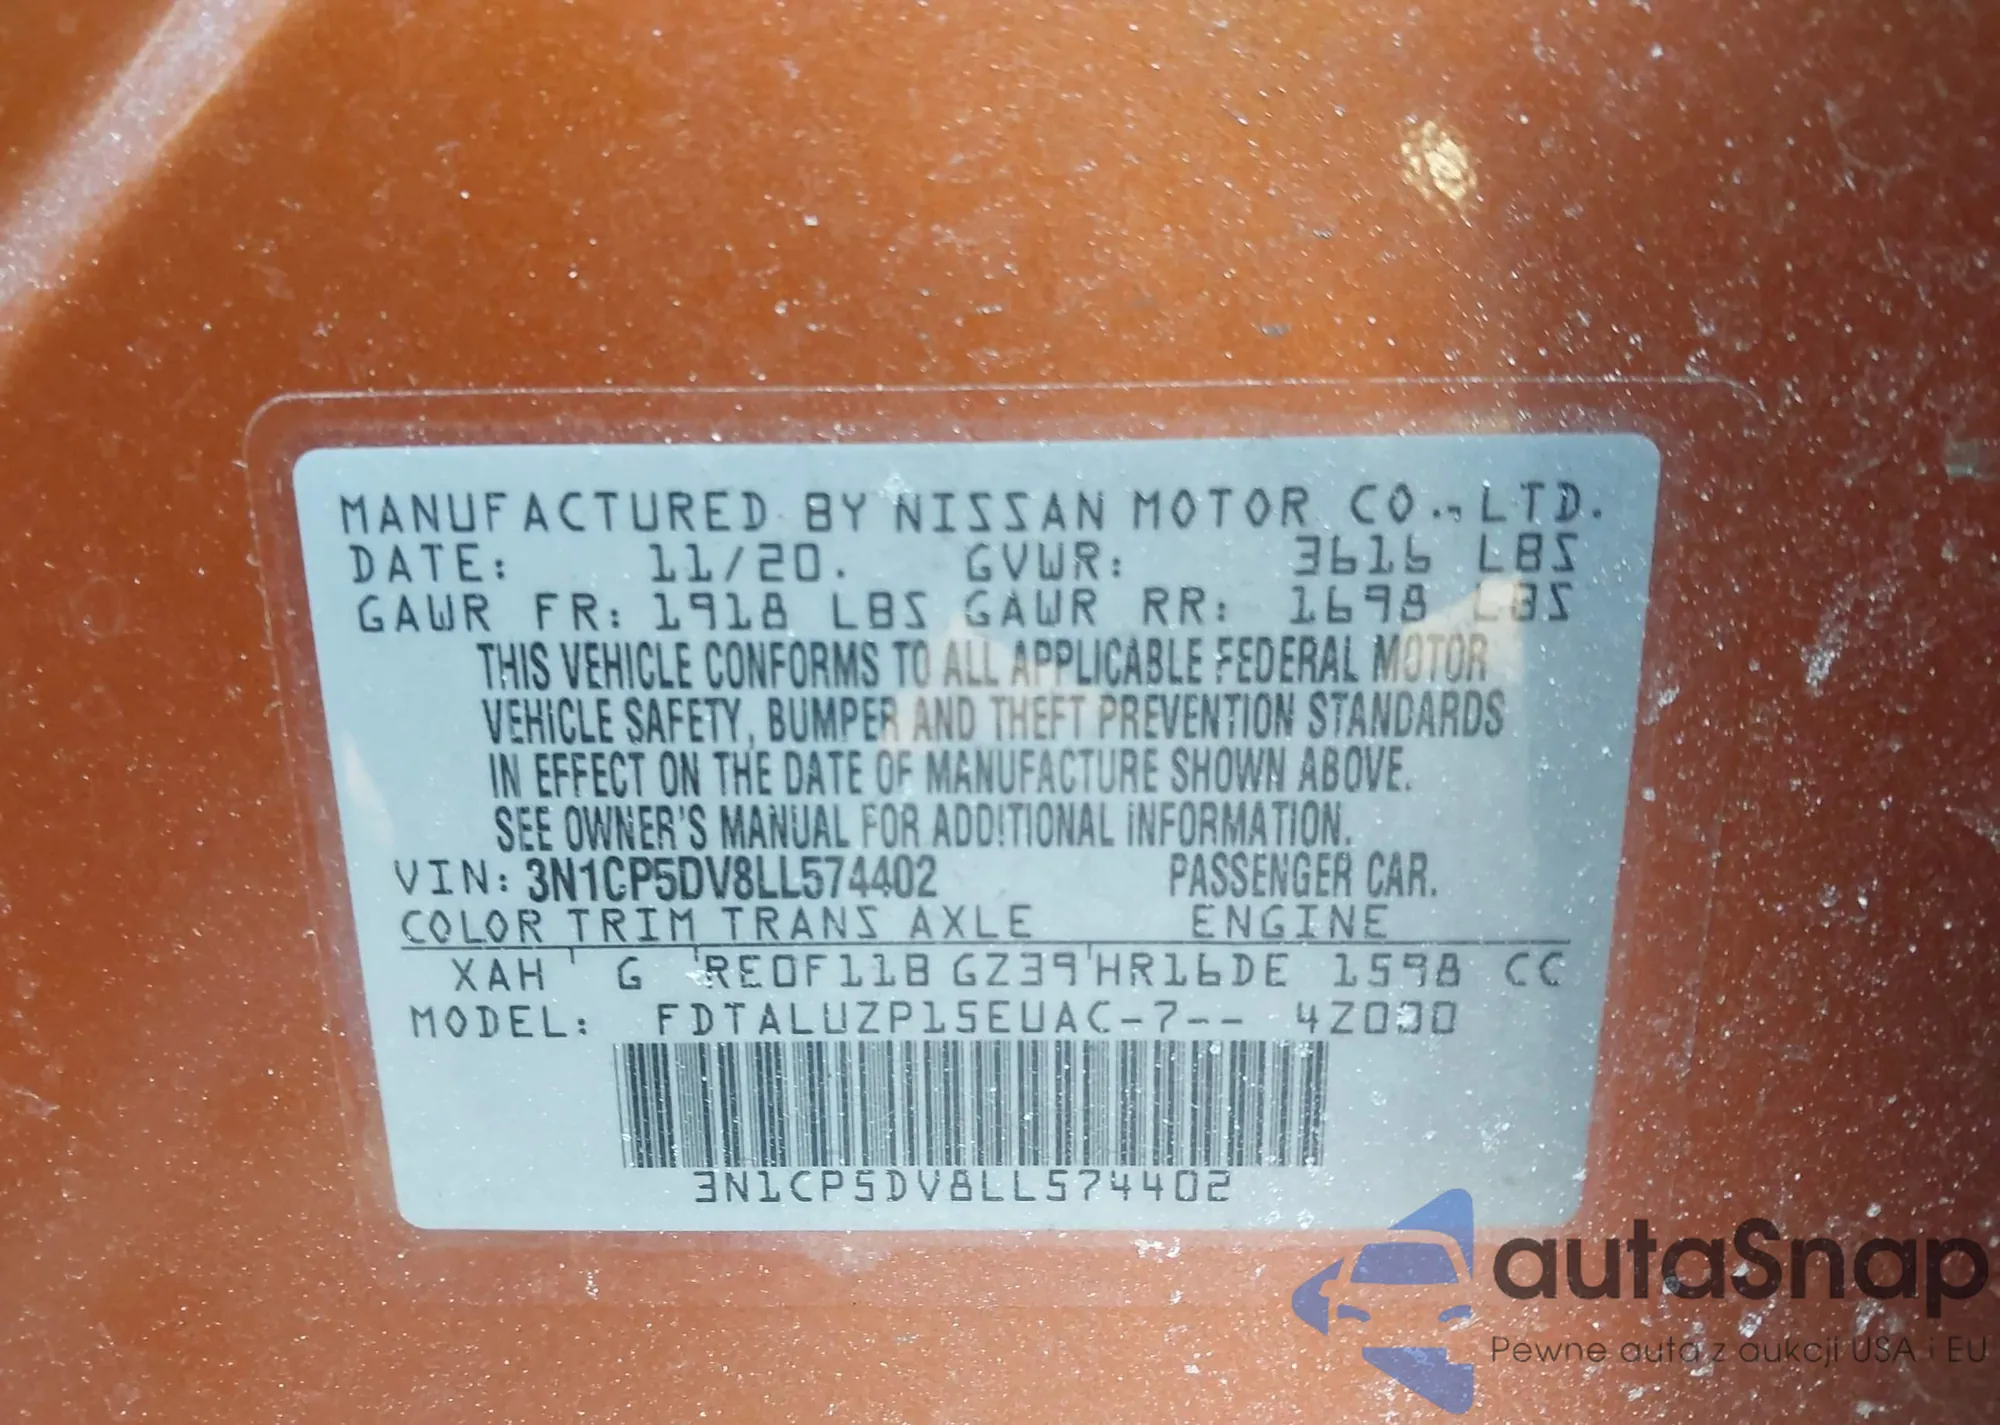 MANUFACTURED BY NISSAN MOTOR CO., LTD.
DATE: 11/20. GVWR: 3616 LBS
GAWR FR: 1918 LBS GAWR RR: 1698 LBS
THIS VEHICLE CONFORMS TO ALL APPLICABLE FEDERAL MOTOR
VEHICLE SAFETY, BUMPER AND THEFT PREVENTION STANDARDS
IN EFFECT ON THE DATE OF MANUFACTURE SHOWN ABOVE.
SEE OWNER'S MANUAL FOR ADDITIONAL INFORMATION.
VIN: 3N1CP5DV8LL574402 PASSENGER CAR.
COLOR TRIM TRANS AXLE ENGINE
XAH G RE0F11B GZ39 HR16DE 1598 CC
MODEL: FDTALUZP15EUAC-7-- 4Z000
3N1CP5DV8LL574402
autaSnap
Pewne auta z aukcji USA i EU